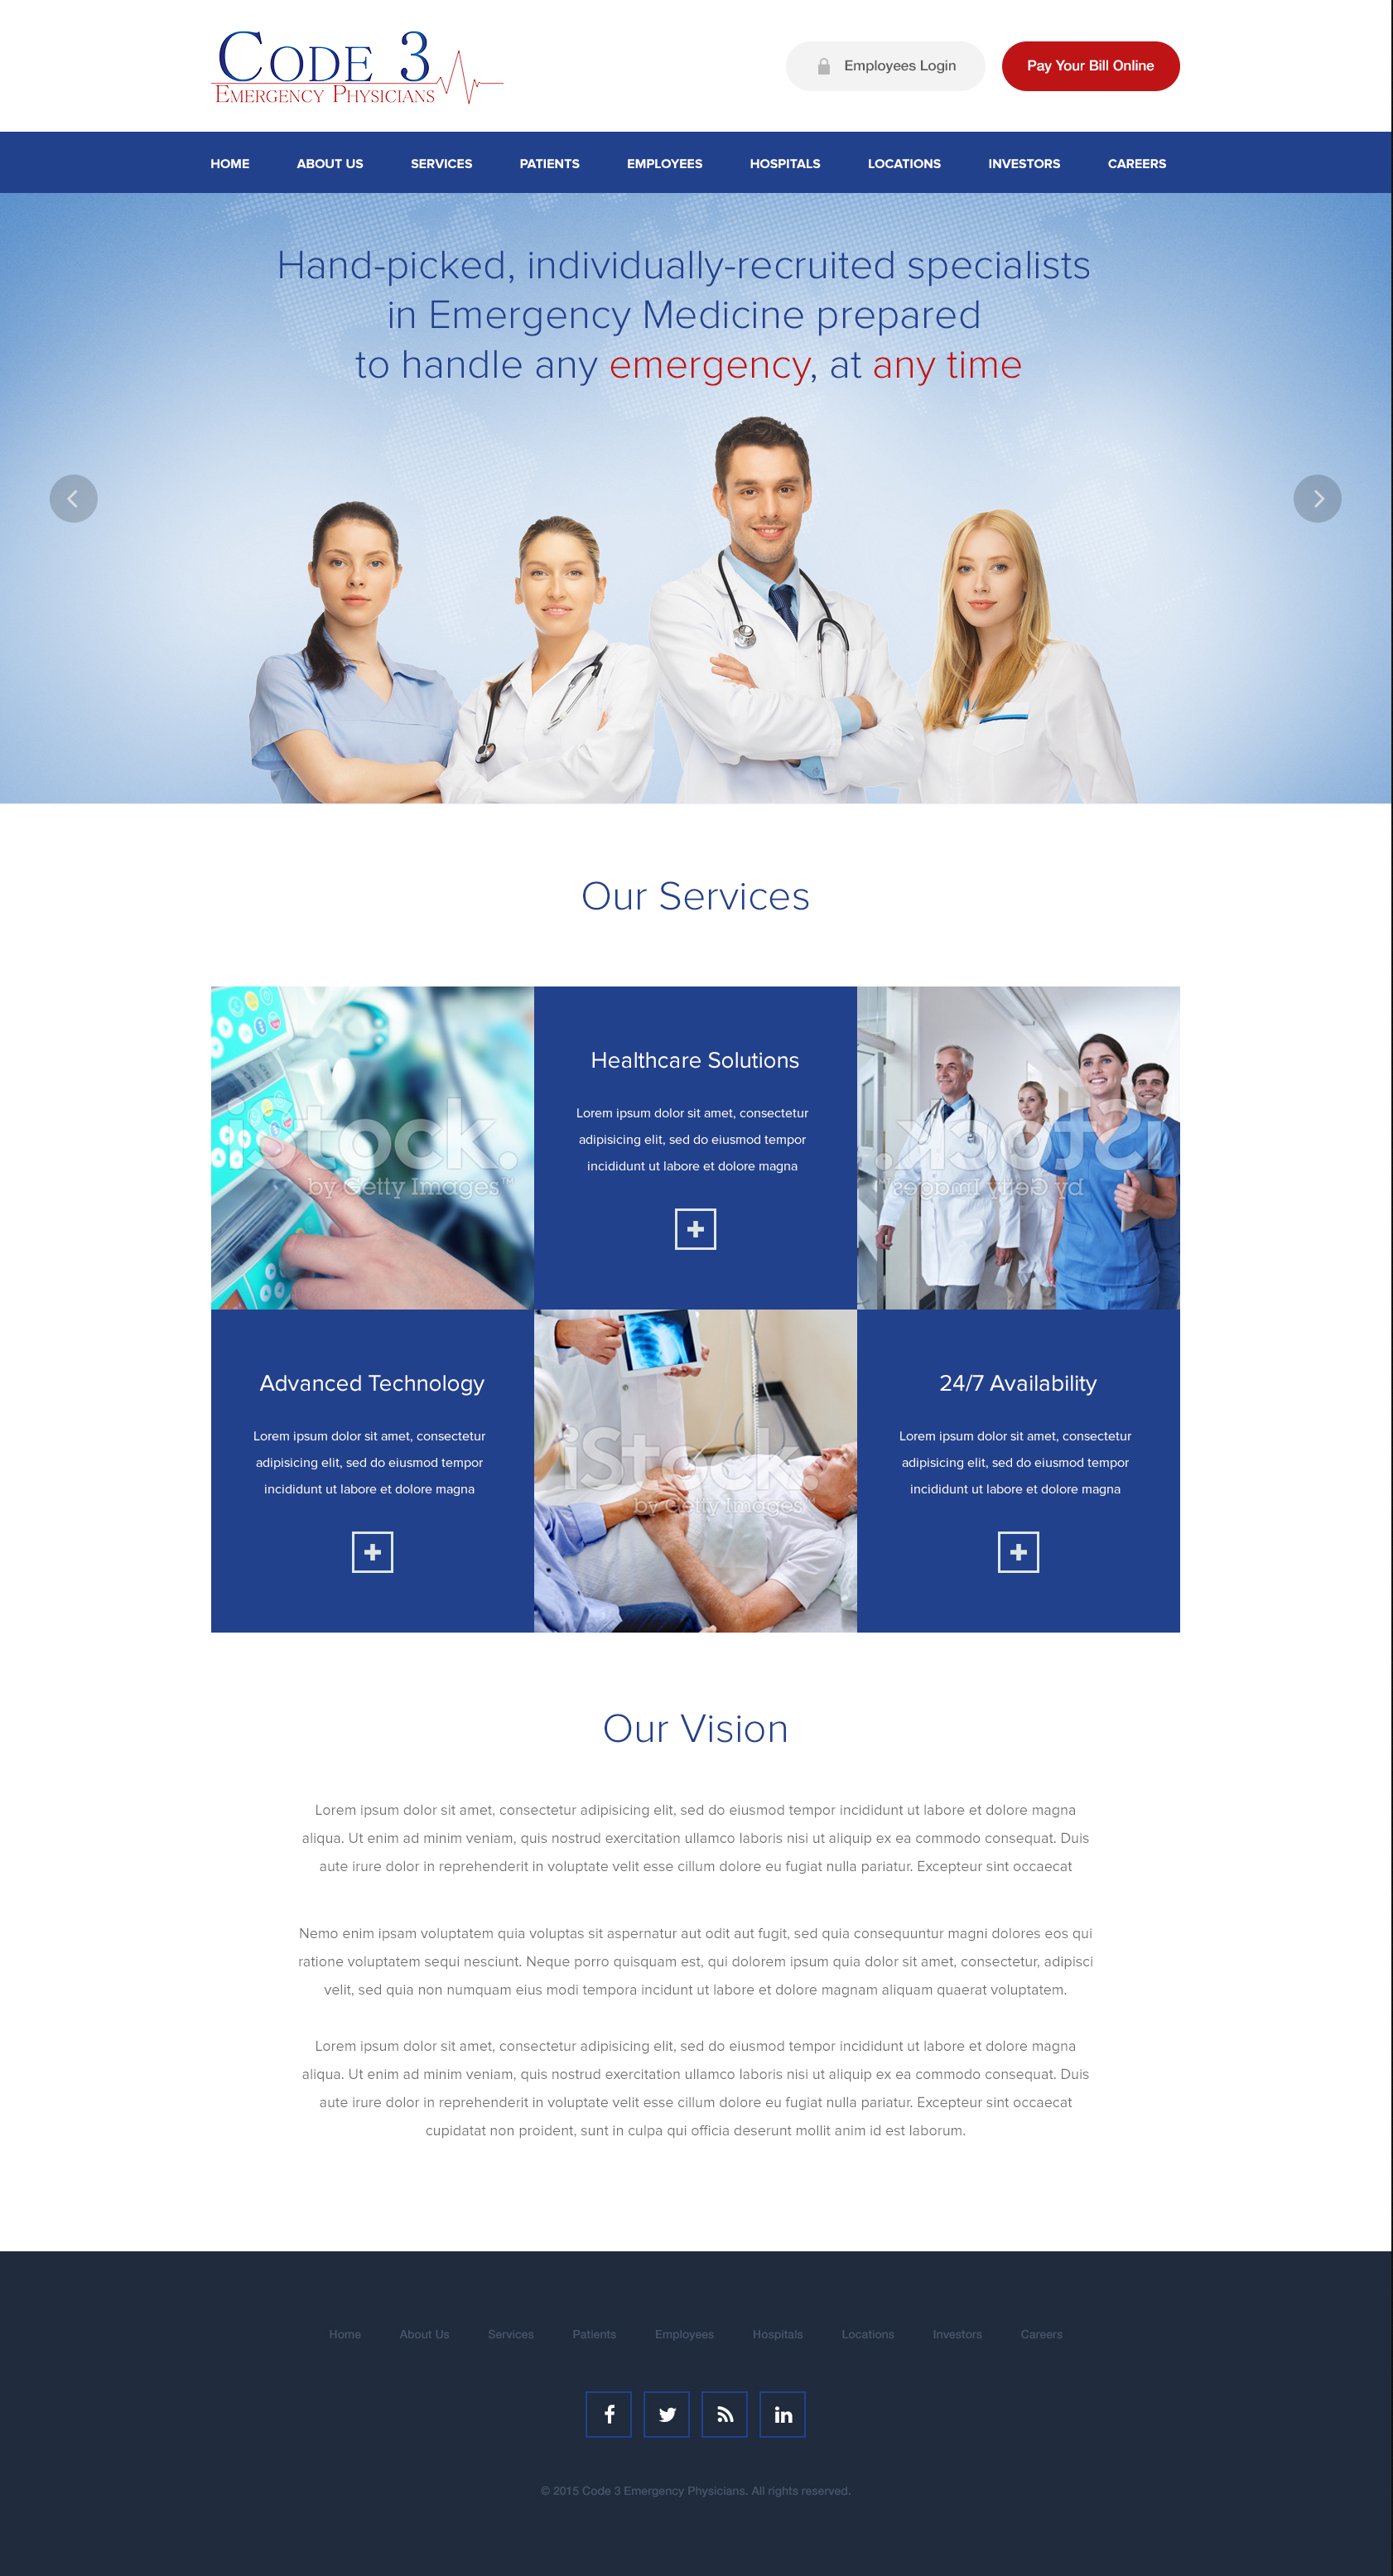 CODE 3
EMERGENCY PHYSICIANS
Employees Login
Pay Your Bill Online
HOME
ABOUT US
SERVICES
PATIENTS
EMPLOYEES
HOSPITALS
LOCATIONS
INVESTORS
CAREERS
Hand-picked, individually-recruited specialists
in Emergency Medicine prepared
to handle any emergency, at any time
Our Services
iStock.
by Getty Images™
Healthcare Solutions
Lorem ipsum dolor sit amet, consectetur
adipisicing elit, sed do eiusmod tempor
incididunt ut labore et dolore magna
iStock.
by Getty Images™
Advanced Technology
Lorem ipsum dolor sit amet, consectetur
adipisicing elit, sed do eiusmod tempor
incididunt ut labore et dolore magna
iStock.
by Getty Images™
24/7 Availability
Lorem ipsum dolor sit amet, consectetur
adipisicing elit, sed do eiusmod tempor
incididunt ut labore et dolore magna
Our Vision
Lorem ipsum dolor sit amet, consectetur adipisicing elit, sed do eiusmod tempor incididunt ut labore et dolore magna
aliqua. Ut enim ad minim veniam, quis nostrud exercitation ullamco laboris nisi ut aliquip ex ea commodo consequat. Duis
aute irure dolor in reprehenderit in voluptate velit esse cillum dolore eu fugiat nulla pariatur. Excepteur sint occaecat
Nemo enim ipsam voluptatem quia voluptas sit aspernatur aut odit aut fugit, sed quia consequuntur magni dolores eos qui
ratione voluptatem sequi nesciunt. Neque porro quisquam est, qui dolorem ipsum quia dolor sit amet, consectetur, adipisci
velit, sed quia non numquam eius modi tempora incidunt ut labore et dolore magnam aliquam quaerat voluptatem.
Lorem ipsum dolor sit amet, consectetur adipisicing elit, sed do eiusmod tempor incididunt ut labore et dolore magna
aliqua. Ut enim ad minim veniam, quis nostrud exercitation ullamco laboris nisi ut aliquip ex ea commodo consequat. Duis
aute irure dolor in reprehenderit in voluptate velit esse cillum dolore eu fugiat nulla pariatur. Excepteur sint occaecat
cupidatat non proident, sunt in culpa qui officia deserunt mollit anim id est laborum.
Home
About Us
Services
Patients
Employees
Hospitals
Locations
Investors
Careers
© 2015 Code 3 Emergency Physicians. All rights reserved.